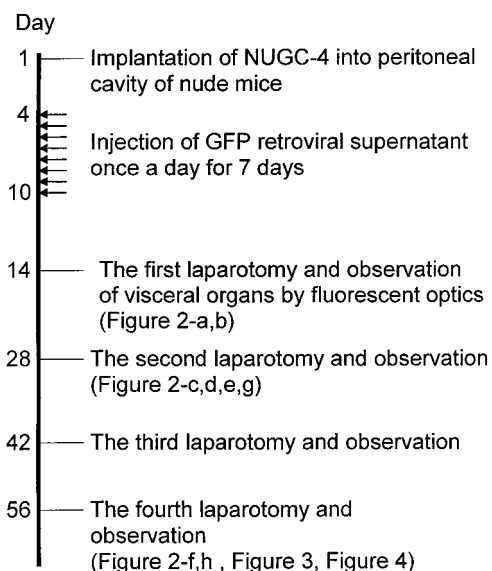 Day
1 Implantation of NUGC-4 into peritoneal
cavity of nude mice
4
Injection of GFP retroviral supernatant
once a day for 7 days
10
14 The first laparotomy and observation
of visceral organs by fluorescent optics
(Figure 2-a,b)
28 The second laparotomy and observation
(Figure 2-c,d,e,g)
42 The third laparotomy and observation
56 The fourth laparotomy and
observation
(Figure 2-f,h , Figure 3, Figure 4)